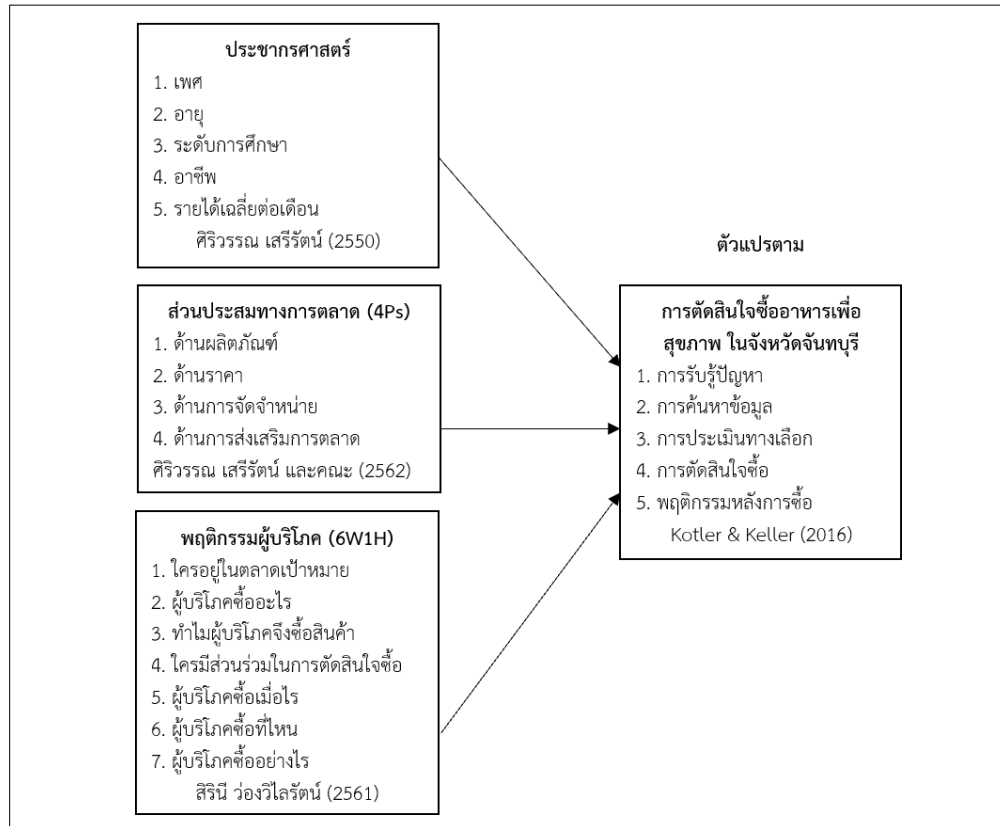 ประชากรศาสตร์
1. เพศ
2. อายุ
3. ระดับการศึกษา
4. อาชีพ
5. รายได้เฉลี่ยต่อเดือน
ศิริวรรณ เสรีรัตน์ (2550)
ส่วนประสมทางการตลาด (4Ps)
1. ด้านผลิตภัณฑ์
2. ด้านราคา
3. ด้านการจัดจำหน่าย
4. ด้านการส่งเสริมการตลาด
ศิริวรรณ เสรีรัตน์ และคณะ (2562)
พฤติกรรมผู้บริโภค (6W1H)
1. ใครอยู่ในตลาดเป้าหมาย
2. ผู้บริโภคซื้ออะไร
3. ทำไมผู้บริโภคจึงซื้อสินค้า
4. ใครมีส่วนร่วมในการตัดสินใจซื้อ
5. ผู้บริโภคซื้อเมื่อไร
6. ผู้บริโภคซื้อที่ไหน
7. ผู้บริโภคซื้ออย่างไร
สิรินี ว่องวิไลรัตน์ (2561)
ตัวแปรตาม
การตัดสินใจซื้ออาหารเพื่อ
สุขภาพ ในจังหวัดจันทบุรี
1. การรับรู้ปัญหา
2. การค้นหาข้อมูล
3. การประเมินทางเลือก
4. การตัดสินใจซื้อ
5. พฤติกรรมหลังการซื้อ
Kotler & Keller (2016)